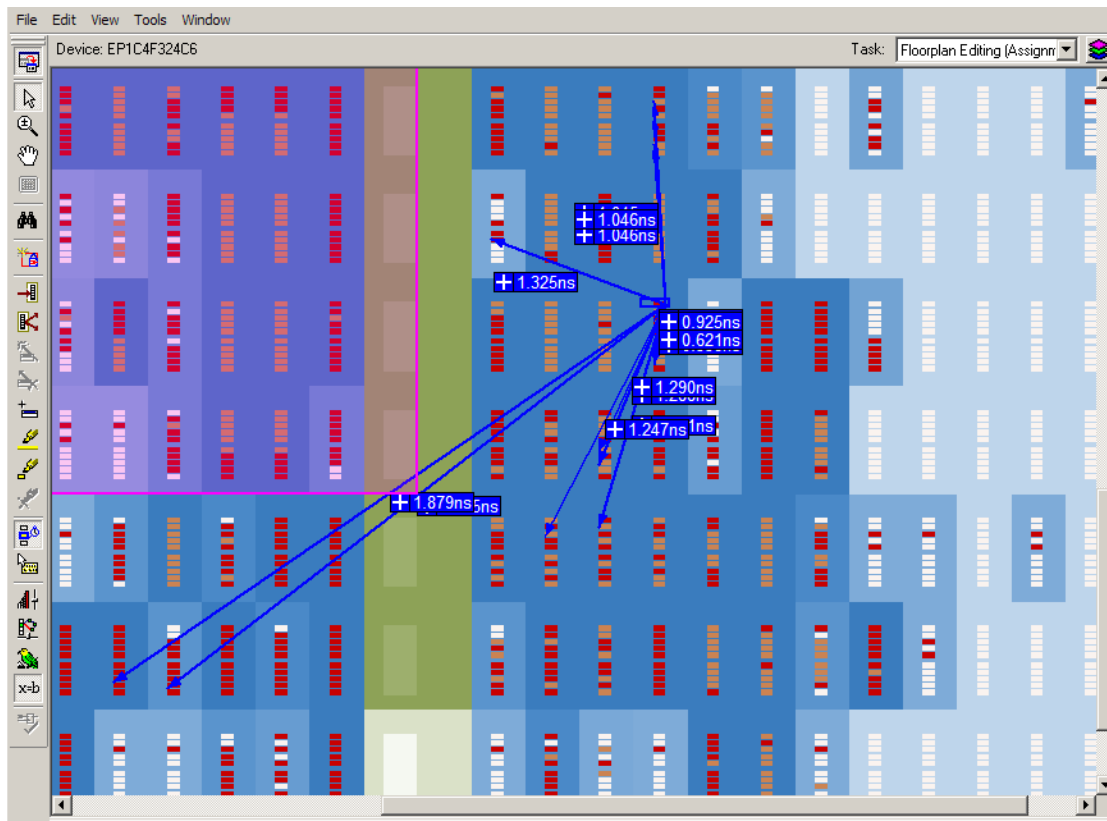 File Edit View Tools Window
Device: EP1C4F324C6
Task: Floorplan Editing (Assignm
1.046ns
1.046ns
1.325ns
0.925ns
0.621ns
1.290ns
1.247ns
1.879ns
x=b